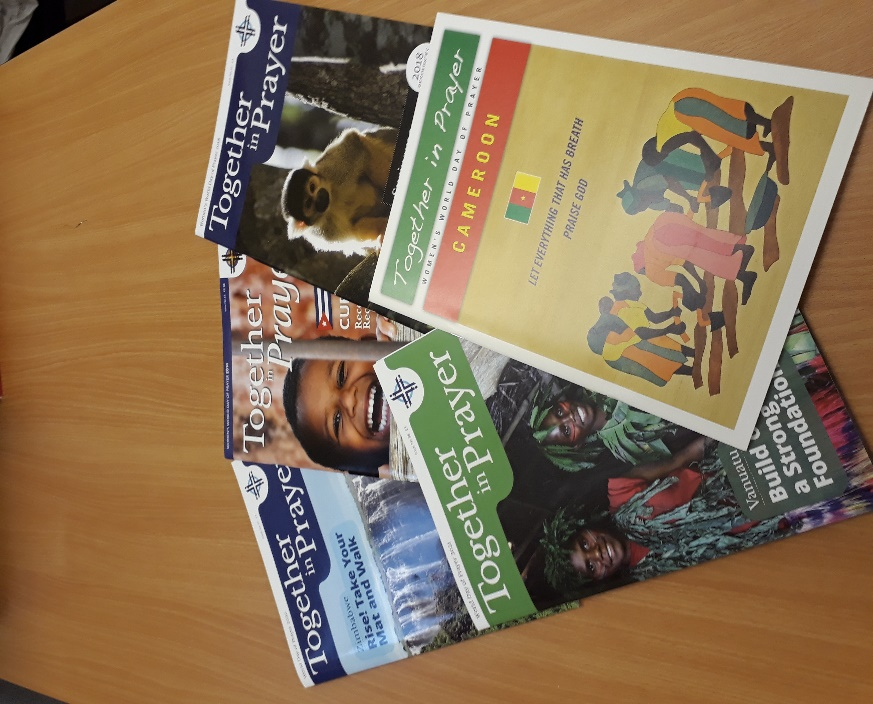 Together
in Prayer
2018
Together in Prayer
WOMEN'S WORLD DAY OF PRAYER
CAMEROON
LET EVERYTHING THAT HAS BREATH
PRAISE GOD
Together
in Praye
CU
Together
in Prayer
Vanuatu
Build
a Strong
Foundation
Together
in Prayer
Zimbabwe
Rise! Take Your
Mat and Walk